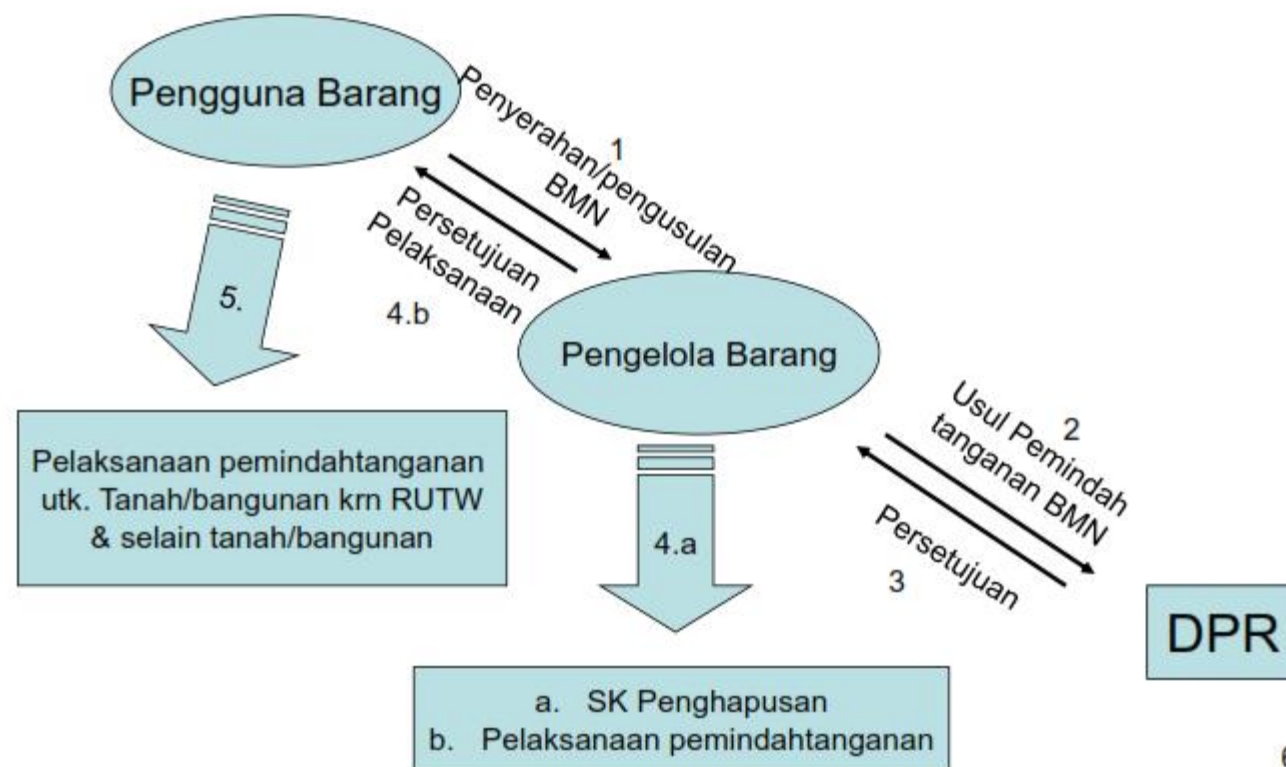 Pengguna Barang
Penyerahan/pengusulan
1
BMN
Persetujuan
Pelaksanaan
4.b
5.
Pengelola Barang
Pelaksanaan pemindahtanganan
utk. Tanah/bangunan krn RUTW
& selain tanah/bangunan
Usul Pemindah
2
tanganan BMN
Persetujuan
3
4.a
DPR
a. SK Penghapusan
b. Pelaksanaan pemindahtanganan